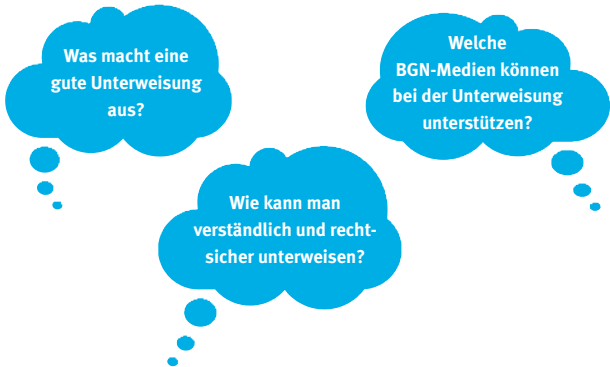 Was macht eine
gute Unterweisung
aus?
Welche
BGN-Medien können
bei der Unterweisung
unterstützen?
Wie kann man
verständlich und recht-
sicher unterweisen?